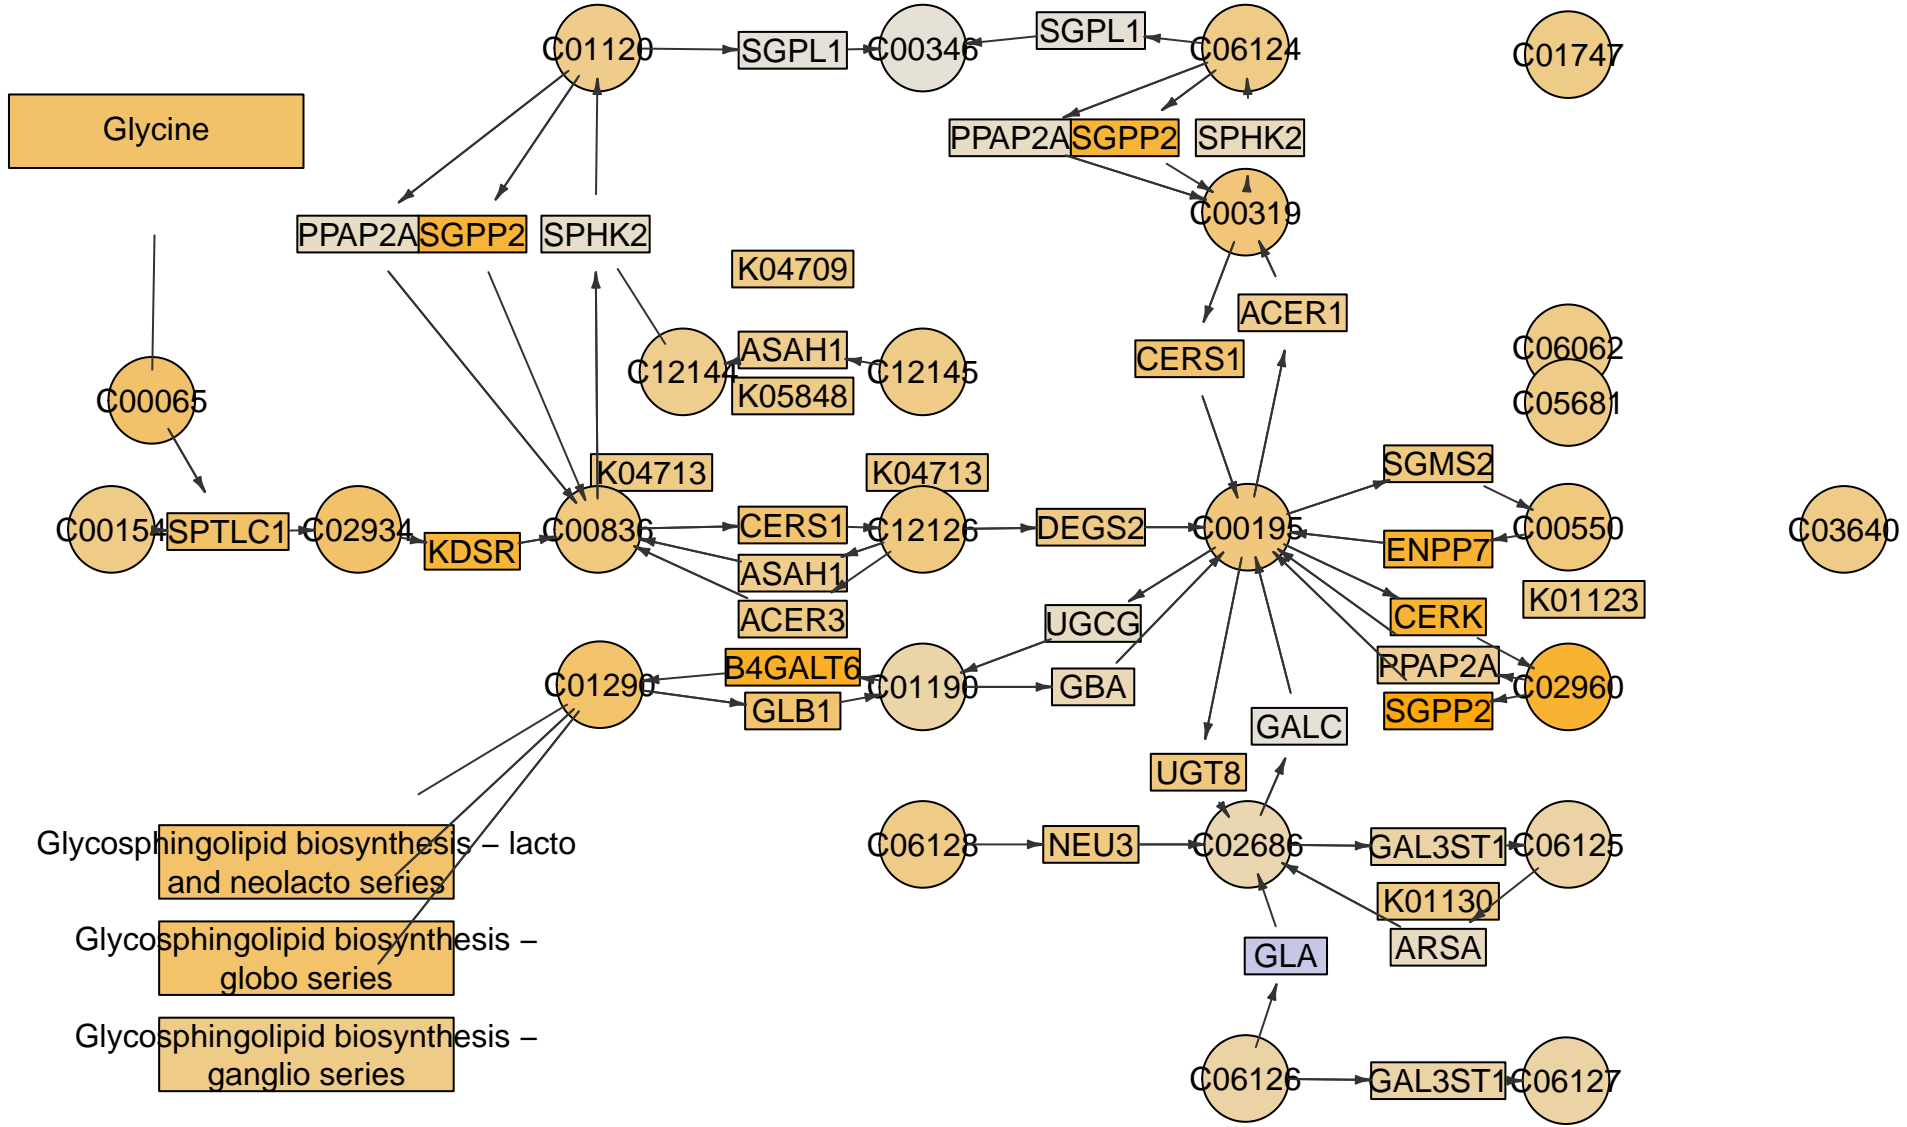 C01120
SGPL1
C00346
SGPL1
C06124
C01747
Glycine
PPAP2A
SGPP2
SPHK2
C00319
PPAP2A
SGPP2
SPHK2
K04709
ACER1
CERS1
C06062
C05681
C12144
ASAH1
C12145
K05848
C00065
K04713
K04713
SGMS2
C00154
SPTLC1
C02934
KDSR
C00836
CERS1
C12126
DEGS2
C00195
C00550
C03640
ENPP7
ASAH1
ACER3
K01123
UGCG
CERK
PPAP2A
C01290
B4GALT6
C01190
GBA
C02960
GLB1
SGPP2
GALC
UGT8
Glycosphingolipid biosynthesis – lacto
and neolacto series
C06128
NEU3
C02686
GAL3ST1
C06125
K01130
Glycosphingolipid biosynthesis –
globo series
GLA
ARSA
Glycosphingolipid biosynthesis –
ganglio series
C06126
GAL3ST1
C06127